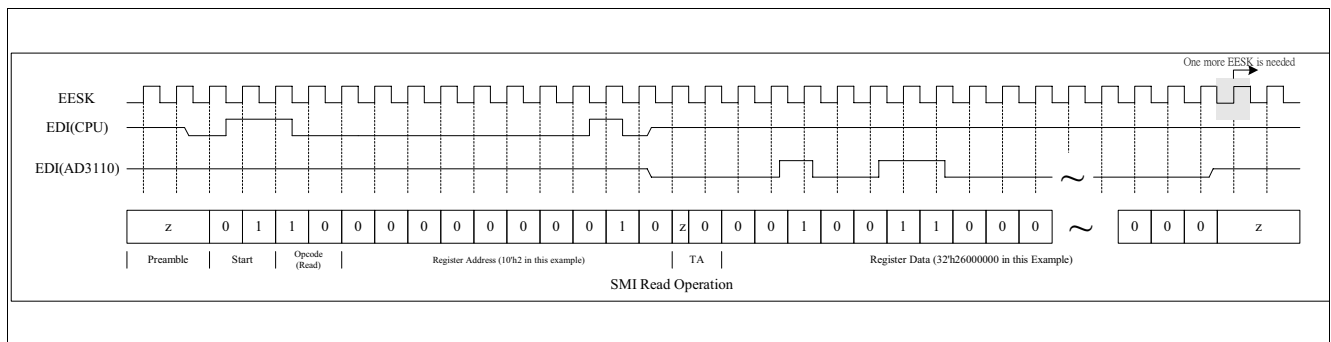 One more EESK is needed
EESK
EDI(CPU)
EDI(AD3110)
~
z 0 1 1 0 0 0 0 0 0 0 0 0 1 0 z 0 0 0 1 0 0 1 1 0 0 0 ~ 0 0 0 z
Preamble Start Opcode (Read) Register Address (10'h2 in this example) TA Register Data (32'h26000000 in this Example)
SMI Read Operation